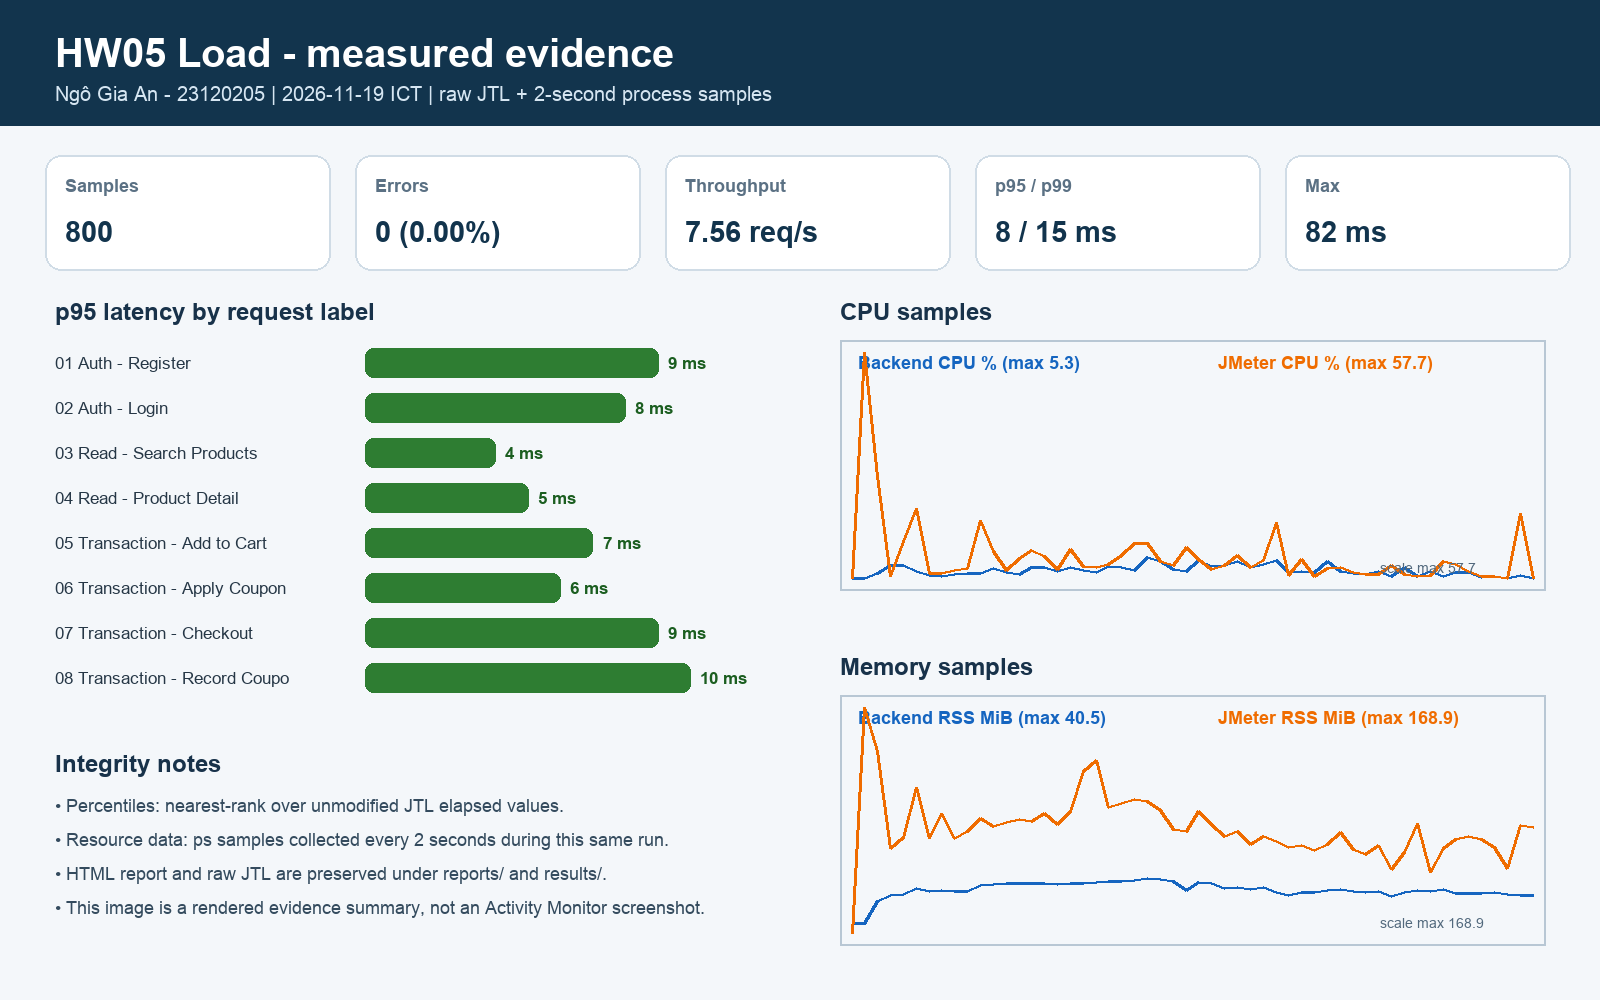 HW05 Load - measured evidence
Ngô Gia An - 23120205 | 2026-11-19 ICT | raw JTL + 2-second process samples
Samples
800
Errors
0 (0.00%)
Throughput
7.56 req/s
p95 / p99
8 / 15 ms
Max
82 ms
p95 latency by request label
01 Auth - Register
9 ms
02 Auth - Login
8 ms
03 Read - Search Products
4 ms
04 Read - Product Detail
5 ms
05 Transaction - Add to Cart
7 ms
06 Transaction - Apply Coupon
6 ms
07 Transaction - Checkout
9 ms
08 Transaction - Record Coupo
10 ms
Integrity notes
• Percentiles: nearest-rank over unmodified JTL elapsed values.
• Resource data: ps samples collected every 2 seconds during this same run.
• HTML report and raw JTL are preserved under reports/ and results/.
• This image is a rendered evidence summary, not an Activity Monitor screenshot.
CPU samples
Backend CPU % (max 5.3)
JMeter CPU % (max 57.7)
scale max 57.7
Memory samples
Backend RSS MiB (max 40.5)
JMeter RSS MiB (max 168.9)
scale max 168.9